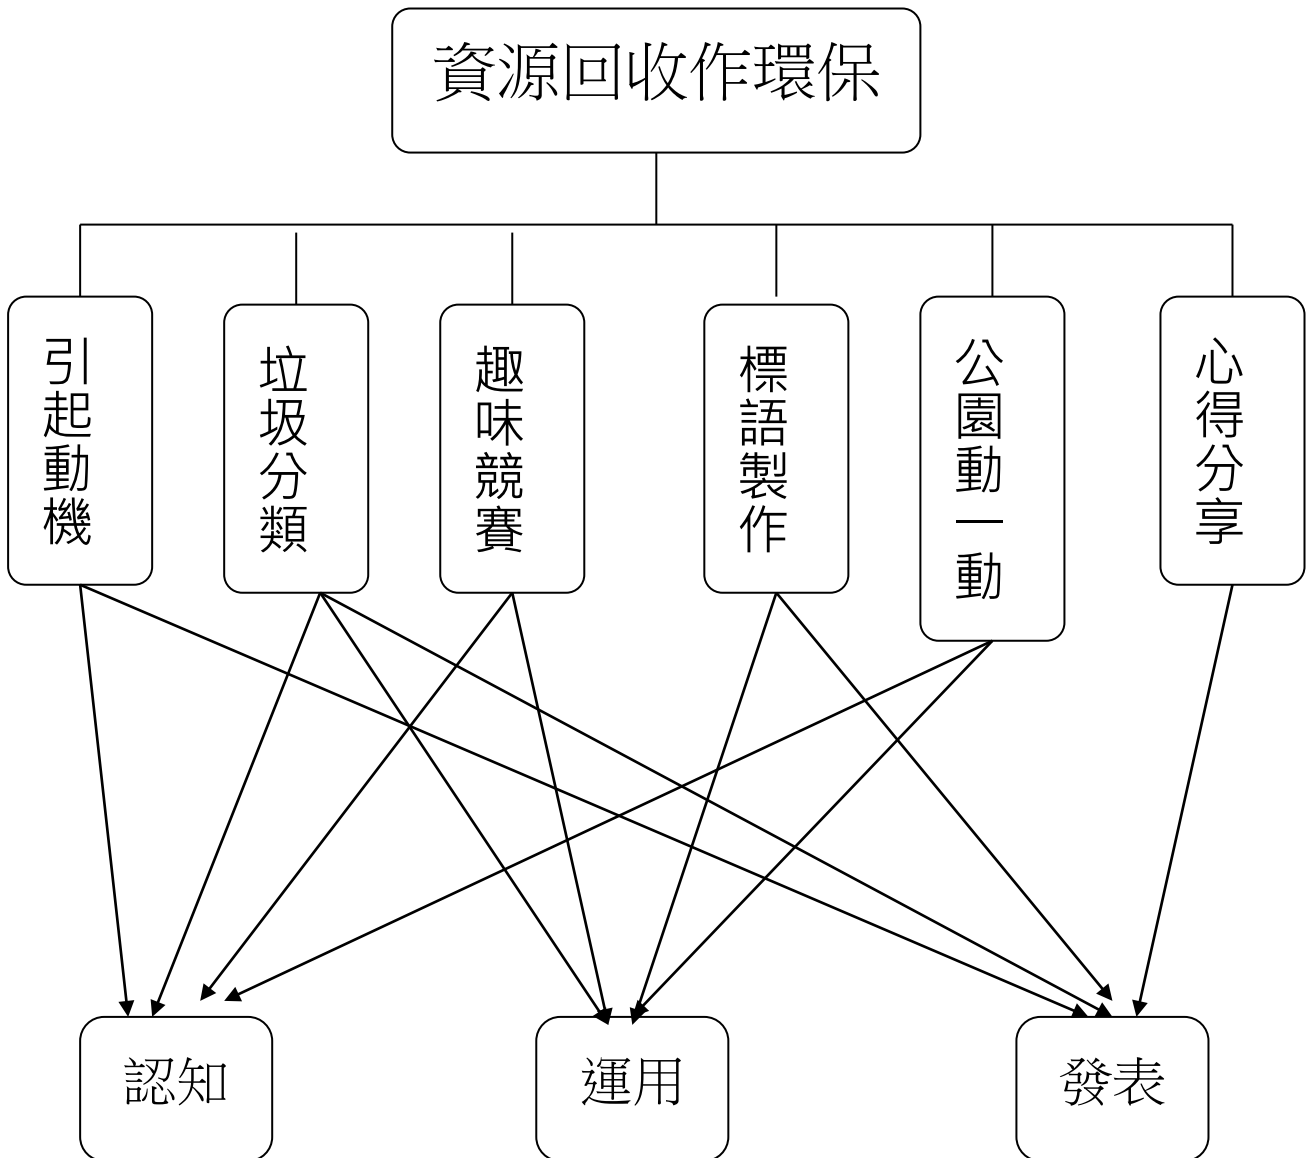 資源回收作環保
引起動機
垃圾分類
趣味競賽
標語製作
公園動一動
心得分享
認知
運用
發表